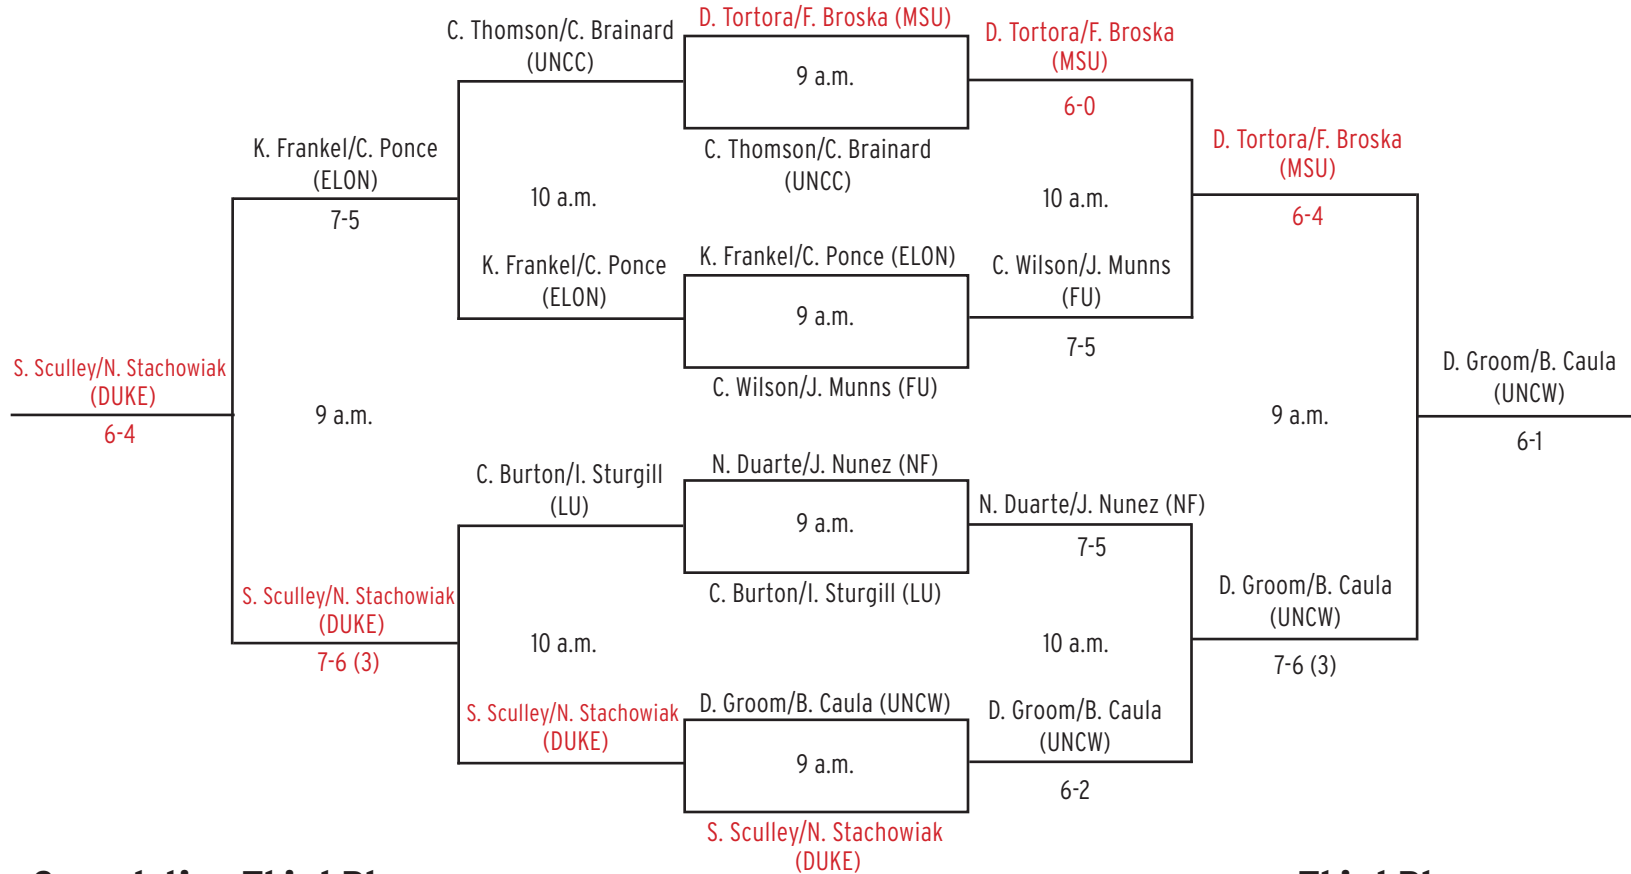 D. Tortora/F. Broska (MSU)
C. Thomson/C. Brainard
(UNCC)
D. Tortora/F. Broska
(MSU)
9 a.m.
6-0
K. Frankel/C. Ponce
(ELON)
7-5
C. Thomson/C. Brainard
(UNCC)
D. Tortora/F. Broska
(MSU)
6-4
10 a.m.
10 a.m.
K. Frankel/C. Ponce
(ELON)
K. Frankel/C. Ponce (ELON)
C. Wilson/J. Munns
(FU)
9 a.m.
7-5
C. Wilson/J. Munns (FU)
S. Sculley/N. Stachowiak
(DUKE)
6-4
9 a.m.
9 a.m.
D. Groom/B. Caula
(UNCW)
6-1
C. Burton/I. Sturgill
(LU)
N. Duarte/J. Nunez (NF)
N. Duarte/J. Nunez (NF)
9 a.m.
7-5
C. Burton/I. Sturgill (LU)
S. Sculley/N. Stachowiak
(DUKE)
7-6 (3)
10 a.m.
10 a.m.
D. Groom/B. Caula
(UNCW)
7-6 (3)
S. Sculley/N. Stachowiak
(DUKE)
D. Groom/B. Caula (UNCW)
D. Groom/B. Caula
(UNCW)
9 a.m.
6-2
S. Sculley/N. Stachowiak
(DUKE)